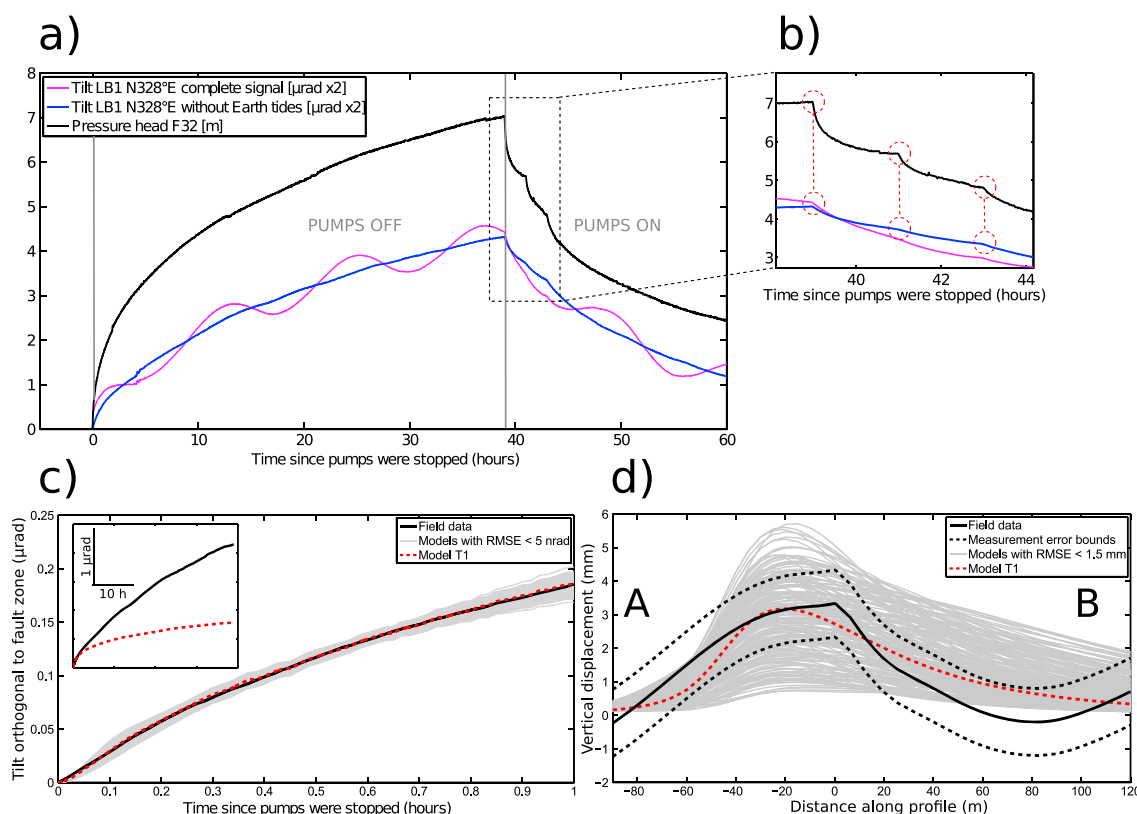 a)
8
7
6
5
4
3
2
1
0
Tilt LB1 N328°E complete signal [μrad x2]
Tilt LB1 N328°E without Earth tides [μrad x2]
Pressure head F32 [m]
PUMPS OFF
PUMPS ON
0 10 20 30 40 50 60
Time since pumps were stopped (hours)
b)
7
6
5
4
3
40 42 44
Time since pumps were stopped (hours)
c)
Tilt orthogonal to fault zone (μrad)
0.25
0.2
0.15
0.1
0.05
0
1 μrad
10 h
Field data
Models with RMSE < 5 nrad
Model T1
0 0.1 0.2 0.3 0.4 0.5 0.6 0.7 0.8 0.9 1
Time since pumps were stopped (hours)
d)
Vertical displacement (mm)
6
5
4
3
2
1
0
−1
−2
Field data
Measurement error bounds
Models with RMSE < 1.5 mm
Model T1
A
B
−80 −60 −40 −20 0 20 40 60 80 100 120
Distance along profile (m)